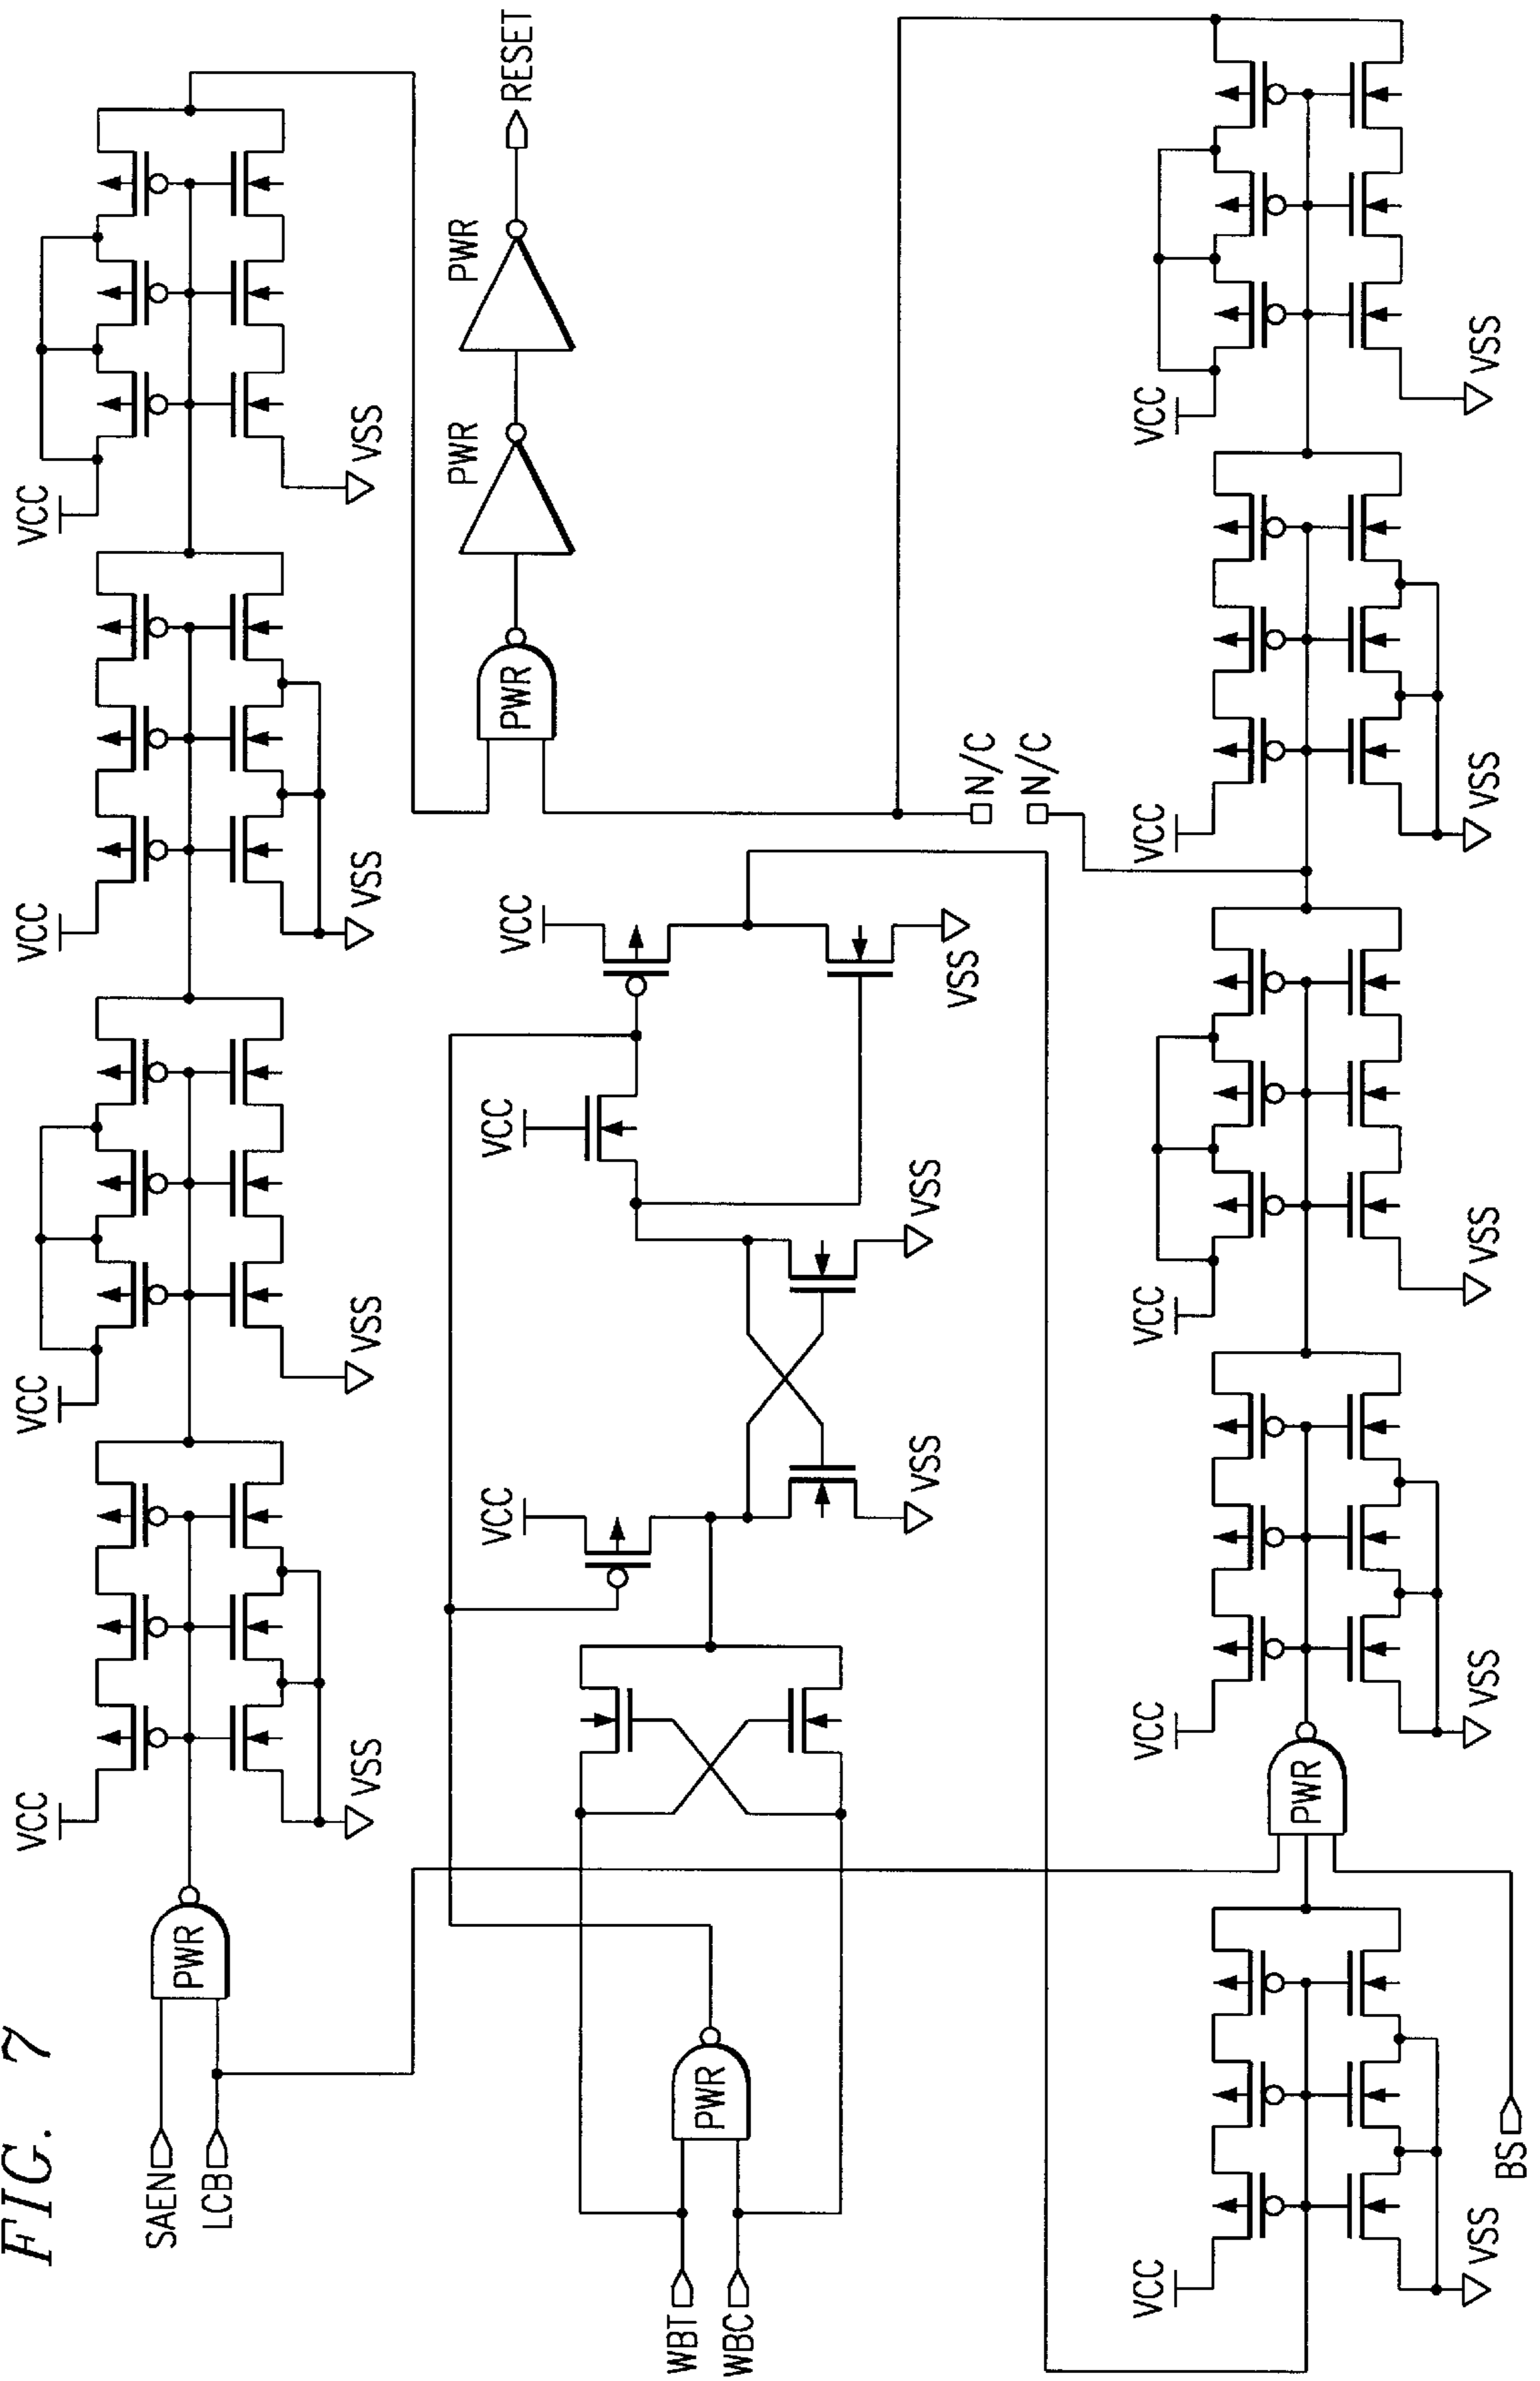 FIG. 7
SAEN
LCB
PWR
VCC
VSS
VCC
VSS
VCC
VSS
VCC
VSS
WBT
WBC
PWR
VCC
VSS
VSS
VCC
VCC
VSS
PWR
PWR
PWR
RESET
N/C
N/C
VCC
VSS
BS
PWR
VCC
VSS
VCC
VSS
VCC
VSS
VCC
VSS